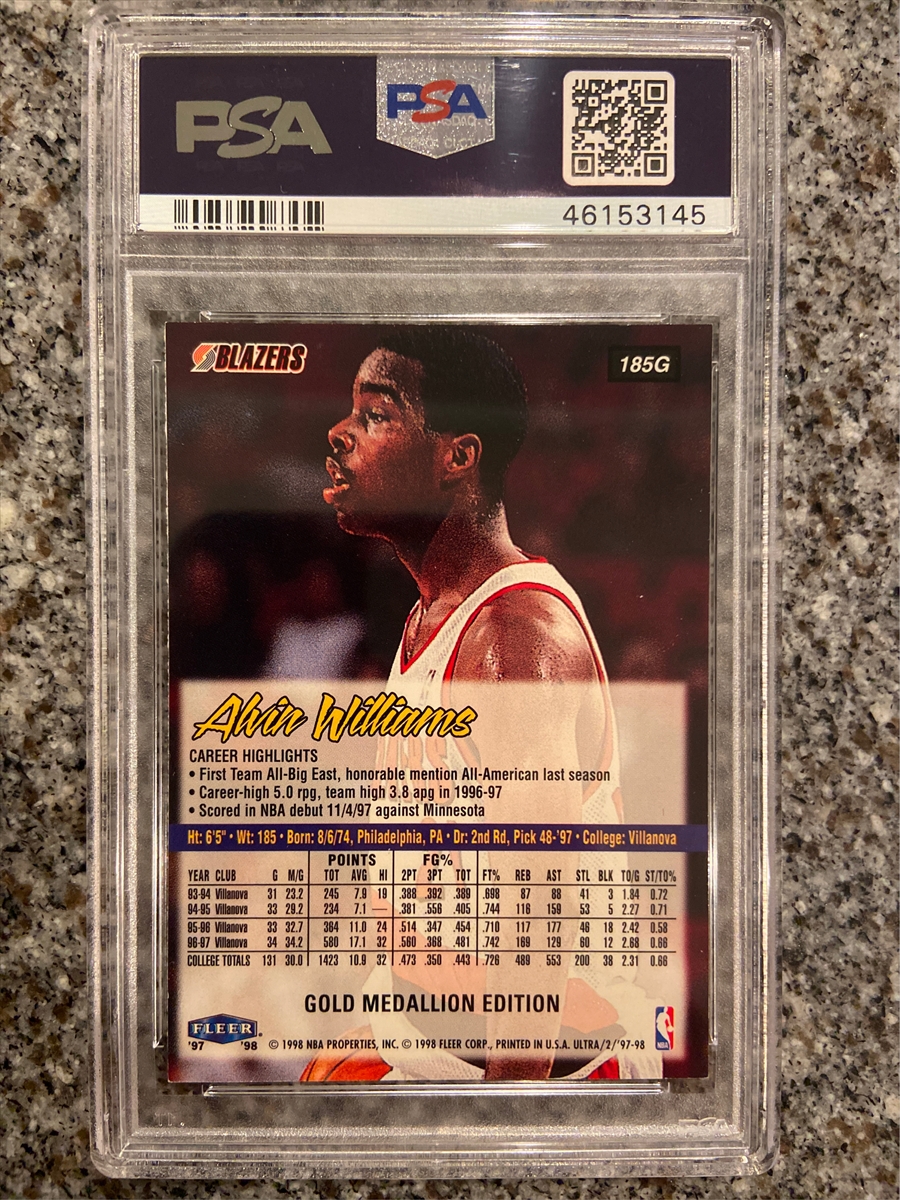 PSA PSA
46153145
BLAZERS 185G
Alvin Williams
CAREER HIGHLIGHTS
• First Team All-Big East, honorable mention All-American last season
• Career-high 5.0 rpg, team high 3.8 apg in 1996-97
• Scored in NBA debut 11/4/97 against Minnesota
Ht: 6'5" • Wt: 185 • Born: 8/6/74, Philadelphia, PA • Dr: 2nd Rd, Pick 48-'97 • College: Villanova
POINTS FG%
YEAR CLUB G M/G TOT AVG HI 2PT 3PT TOT FT% REB AST STL BLK TO/G ST/TO%
93-94 Villanova 31 23.2 245 7.9 19 .388 .392 .389 .698 87 88 41 3 1.84 0.72
94-95 Villanova 33 29.2 234 7.1 — .381 .556 .405 .744 116 159 53 5 2.27 0.71
95-96 Villanova 33 32.7 364 11.0 24 .514 .347 .454 .710 117 177 46 18 2.42 0.58
96-97 Villanova 34 34.2 580 17.1 32 .560 .368 .481 .742 169 129 60 12 2.68 0.66
COLLEGE TOTALS 131 30.0 1423 10.9 32 .473 .350 .443 .726 489 553 200 38 2.31 0.66
GOLD MEDALLION EDITION
FLEER
'97 '98 © 1998 NBA PROPERTIES, INC. © 1998 FLEER CORP., PRINTED IN U.S.A. ULTRA/2/'97-98 NBA